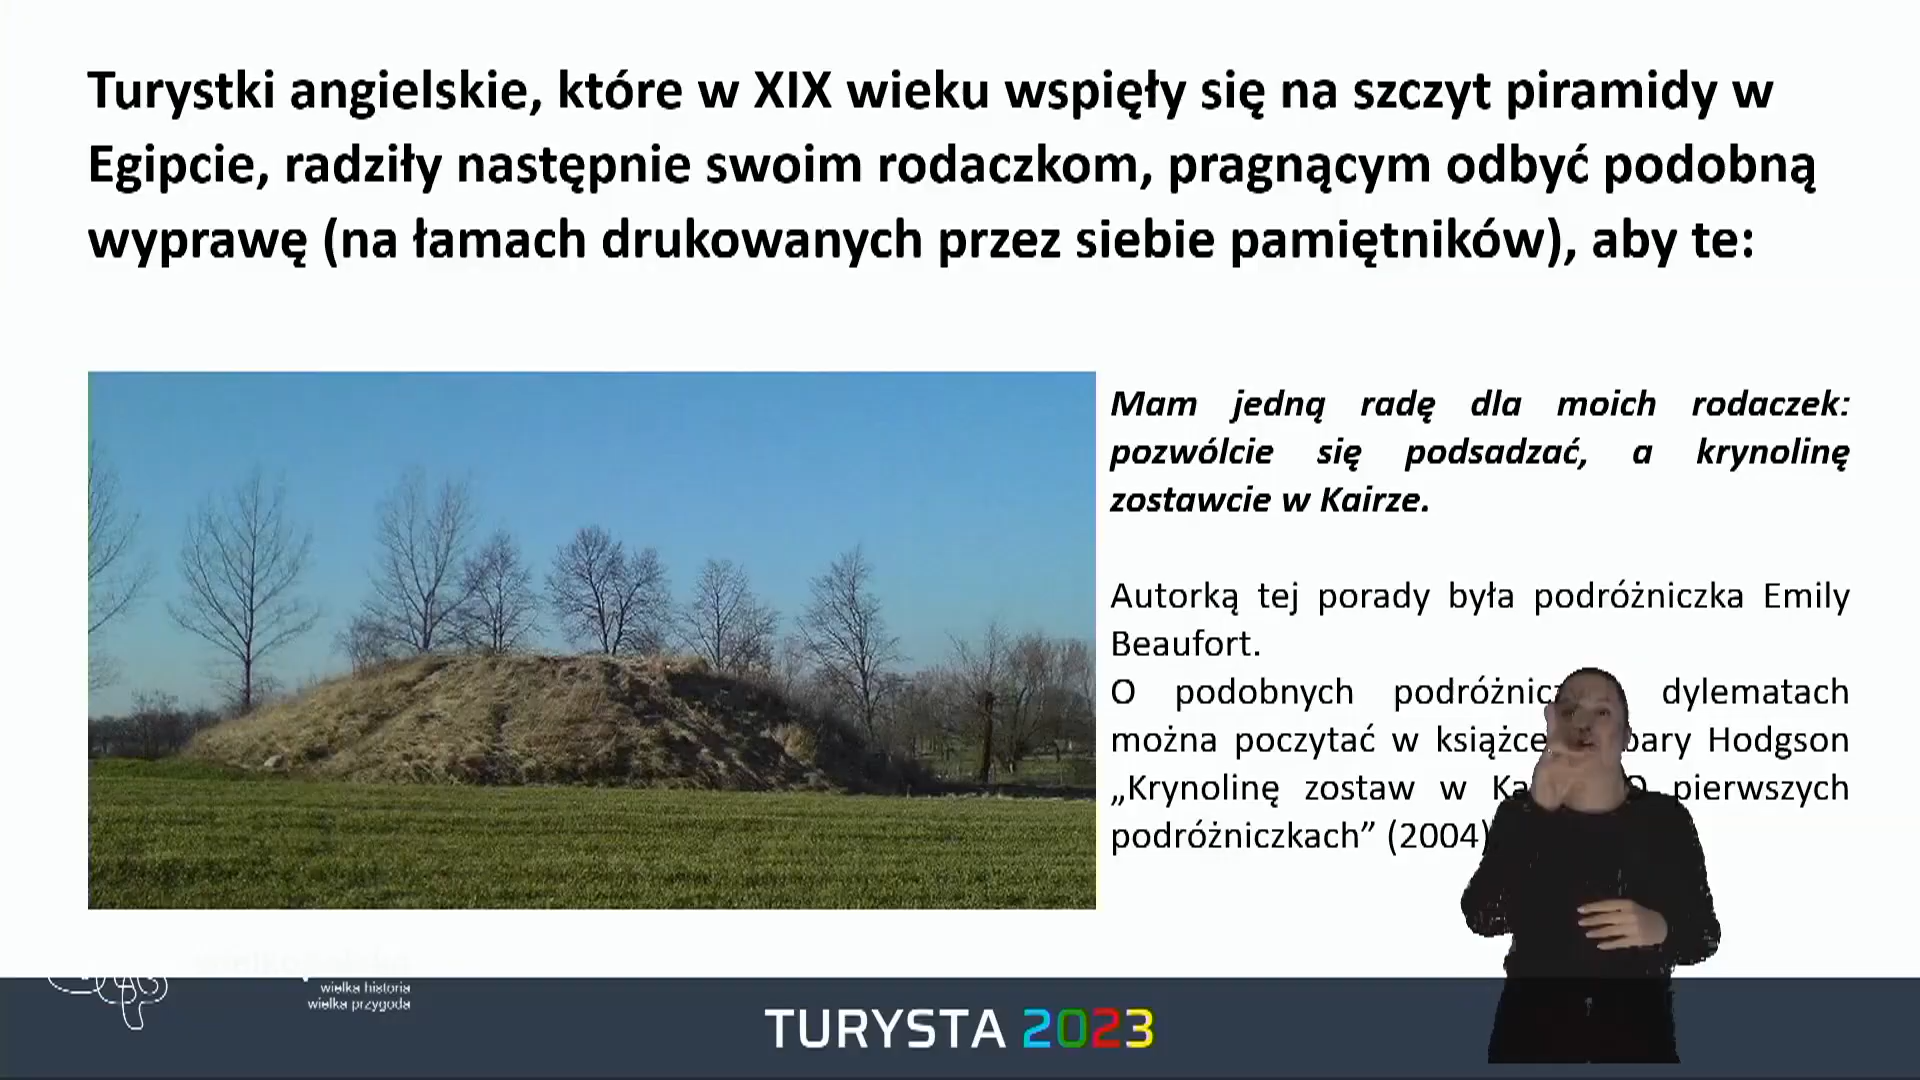 Turystki angielskie, które w XIX wieku wspięły się na szczyt piramidy w
Egipcie, radziły następnie swoim rodaczkom, pragnącym odbyć podobną
wyprawę (na łamach drukowanych przez siebie pamiętników), aby te:
Mam jedną radę dla moich rodaczek:
pozwólcie się podsadzać, a krynolinę
zostawcie w Kairze.
Autorką tej porady była podróżniczka Emily
Beaufort.
O podobnych dylematach
można poczytać w książce Hodgson
„Krynolinę zostaw w O pierwszych
podróżniczkach” (2004)
wielka historia
wielka przygoda
TURYSTA 2023